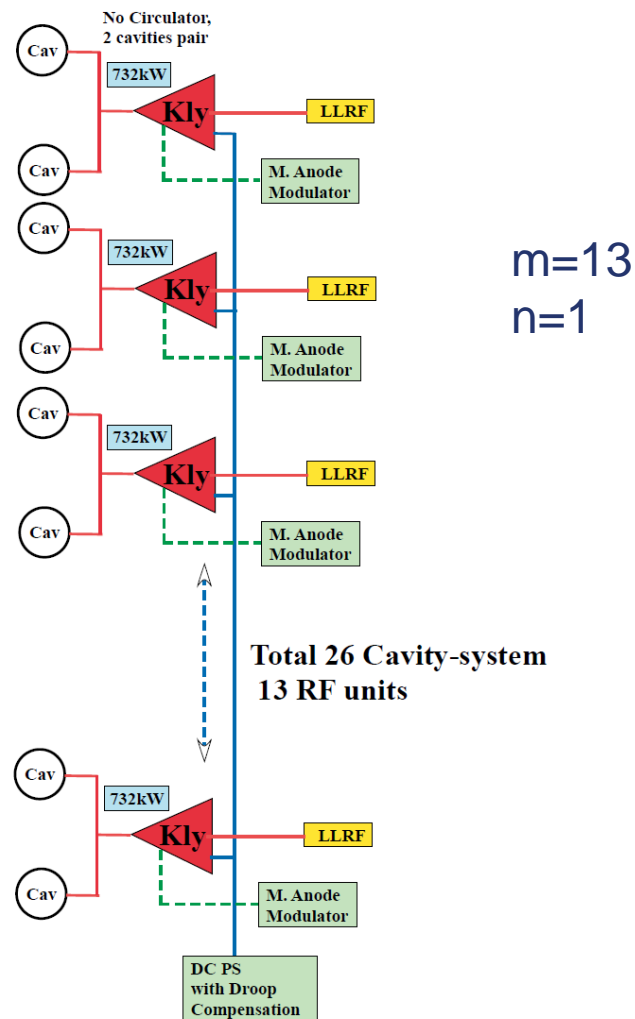 No Circulator,
2 cavities pair
Cav
732kW
Kly
LLRF
Cav
M. Anode
Modulator
Cav
732kW
Kly
LLRF
Cav
M. Anode
Modulator
m=13
n=1
Cav
732kW
Kly
LLRF
Cav
M. Anode
Modulator
Total 26 Cavity-system
13 RF units
Cav
732kW
Kly
LLRF
Cav
M. Anode
Modulator
DC PS
with Droop
Compensation